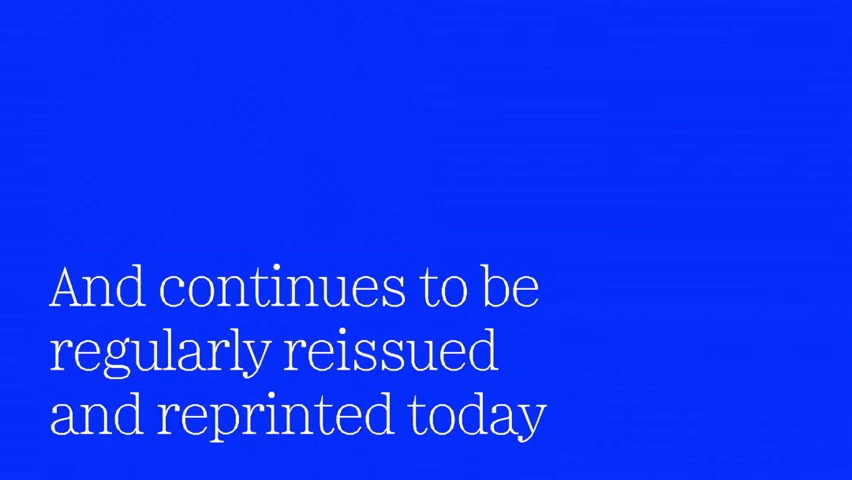 And continues to be
regularly reissued
and reprinted today